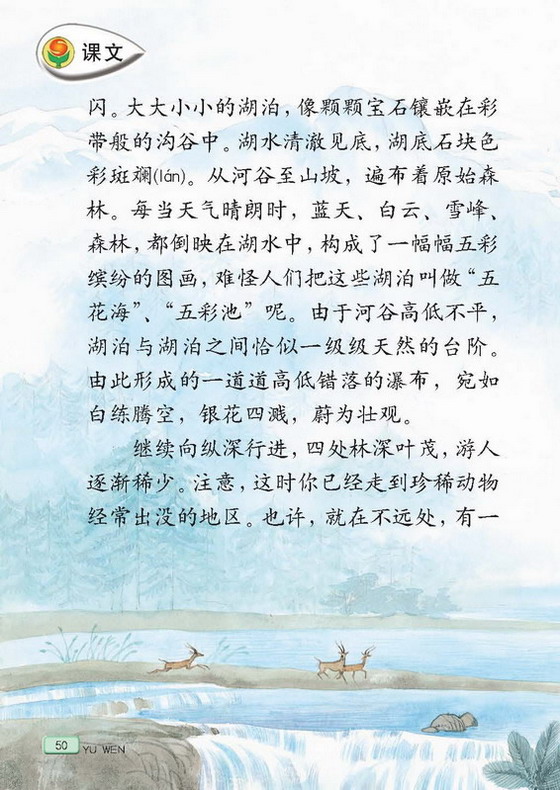 课文
闪。大大小小的湖泊，像颗颗宝石镶嵌在彩
带般的沟谷中。湖水清澈见底，湖底石块色
彩斑斓(lán)。从河谷至山坡，遍布着原始森
林。每当天气晴朗时，蓝天、白云、雪峰、
森林，都倒映在湖水中，构成了一幅幅五彩
缤纷的图画，难怪人们把这些湖泊叫做“五
花海”、“五彩池”呢。由于河谷高低不平，
湖泊与湖泊之间恰似一级级天然的台阶。
由此形成的一道道高低错落的瀑布，宛如
白练腾空，银花四溅，蔚为壮观。
继续向纵深行进，四处林深叶茂，游人
逐渐稀少。注意，这时你已经走到珍稀动物
经常出没的地区。也许，就在不远处，有一
50 YU WEN